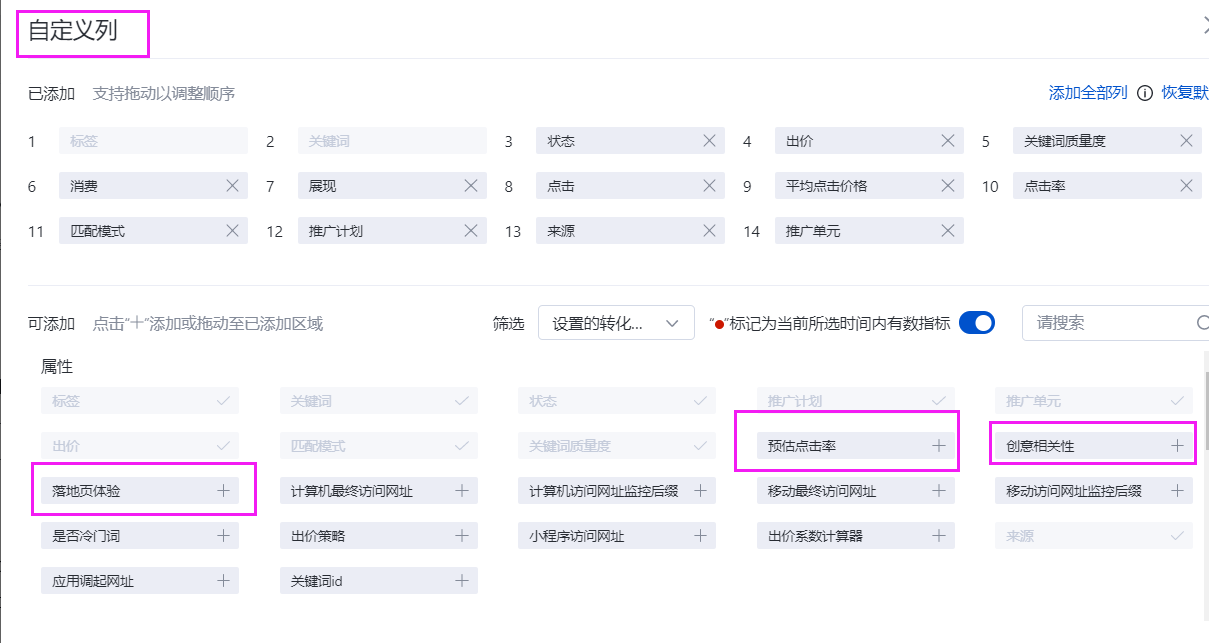 自定义列
已添加 支持拖动以调整顺序 添加全部列 恢复默
1 标签 2 关键词 3 状态 4 出价 5 关键词质量度
6 消费 7 展现 8 点击 9 平均点击价格 10 点击率
11 匹配模式 12 推广计划 13 来源 14 推广单元
可添加 点击“十”添加或拖动至已添加区域 筛选 设置的转化... “●”标记为当前所选时间内有数指标 请搜索
属性
标签 关键词 状态 推广计划 推广单元
出价 匹配模式 关键词质量度 预估点击率 创意相关性
落地页体验 计算机最终访问网址 计算机访问网址监控后缀 移动最终访问网址 移动访问网址监控后缀
是否冷门词 出价策略 小程序访问网址 出价系数计算器 来源
应用调起网址 关键词id